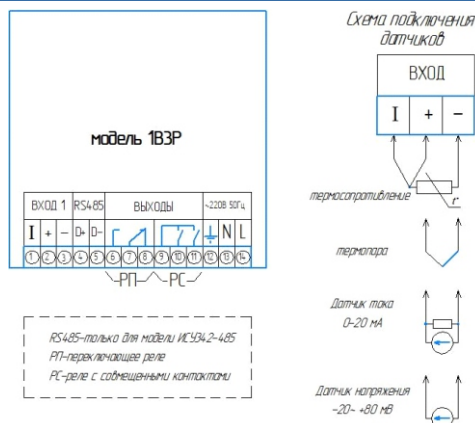 модель 1В3Р
ВХОД 1 RS485 ВЫХОДЫ ~220В 50Гц
I + − D+ D− N L
1 2 3 4 5 6 7 8 9 10 11 12 13 14
РП РС
RS485-только для модели ИСУ342-485
РП-переключающее реле
РС-реле с совмещенными контактами
Схема подключения
датчиков
ВХОД
I + −
r
термосопротивление
термопара
Датчик тока
0-20 мА
Датчик напряжения
-20- +80 мВ